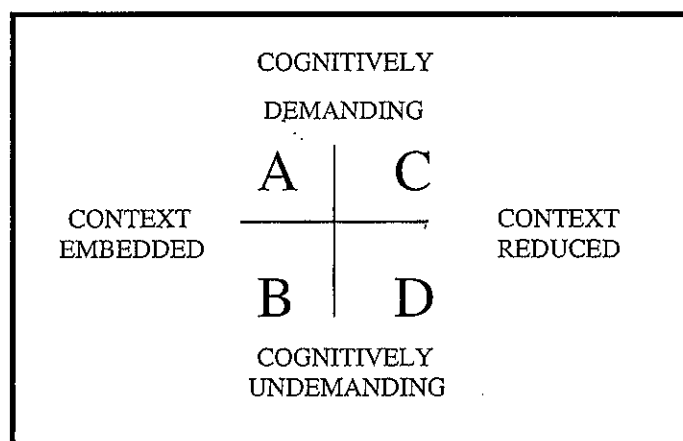 COGNITIVELY
DEMANDING
A C
CONTEXT CONTEXT
EMBEDDED REDUCED
B D
COGNITIVELY
UNDEMANDING